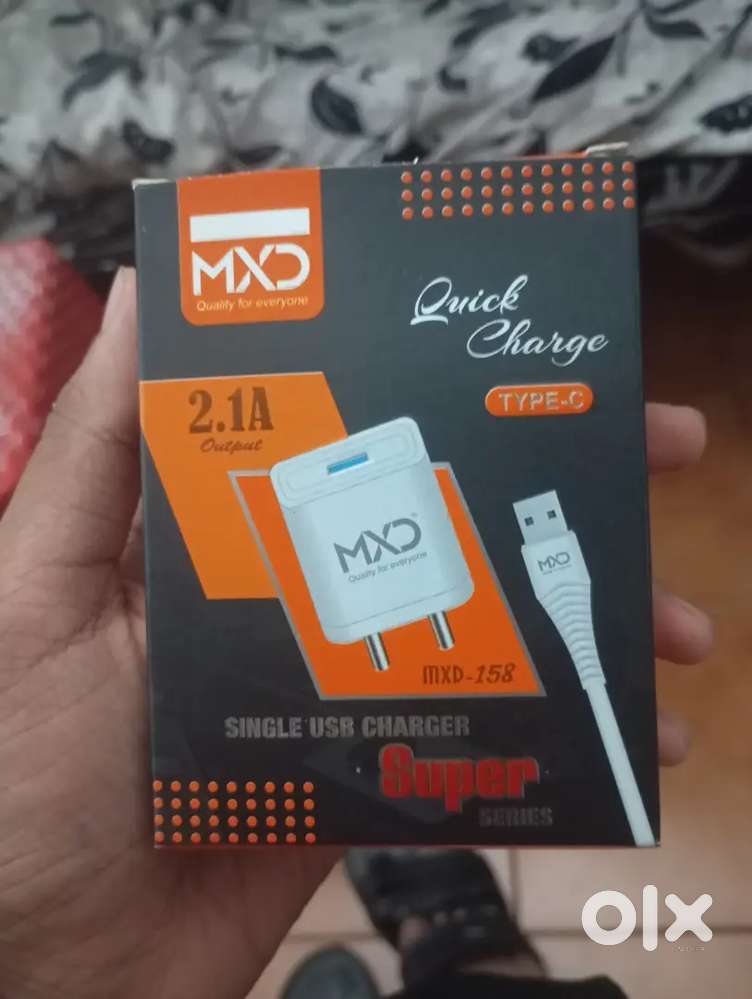 MXD
Quality for everyone
Quick
Charge
TYPE-C
2.1A
Output
MXD
Quality for everyone
MXD
MXD-158
SINGLE USB CHARGER
Super
SERIES
olx